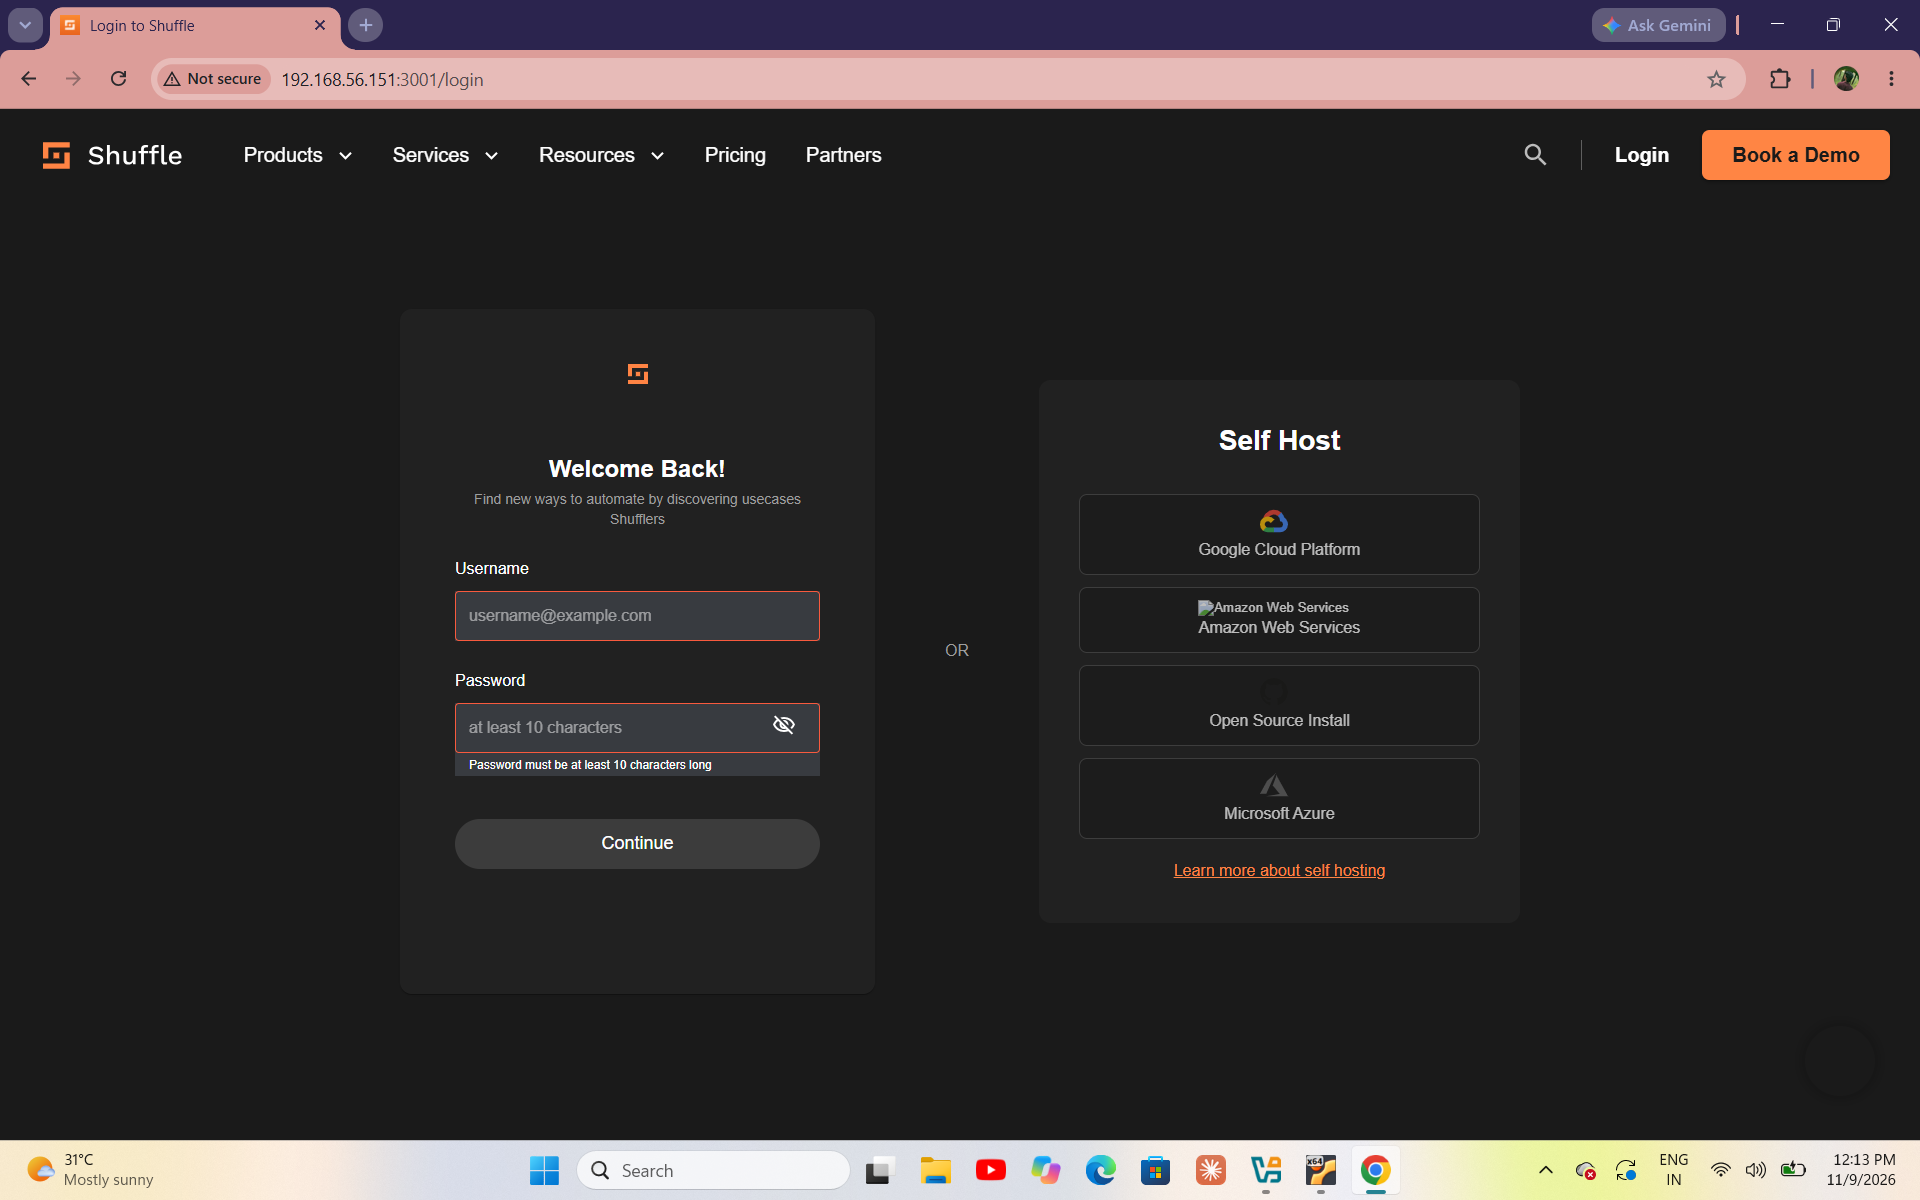 Login to Shuffle
Ask Gemini
Not secure
192.168.56.151:3001/login
Shuffle
Products
Services
Resources
Pricing
Partners
Login
Book a Demo
Welcome Back!
Find new ways to automate by discovering usecases
Shufflers
Username
username@example.com
Password
at least 10 characters
Password must be at least 10 characters long
Continue
OR
Self Host
Google Cloud Platform
Amazon Web Services
Amazon Web Services
Open Source Install
Microsoft Azure
Learn more about self hosting
31°C
Mostly sunny
Search
x64
ENG
IN
12:13 PM
11/9/2026